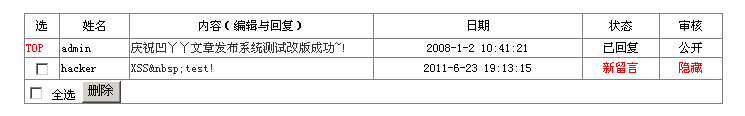 选 姓名 内容(编辑与回复) 日期 状态 审核
TOP admin 庆祝凹丫丫文章发布系统测试改版成功~! 2008-1-2 10:41:21 已回复 公开
hacker XSS&nbsp;test! 2011-6-23 19:13:15 新留言 隐藏
全选 删除